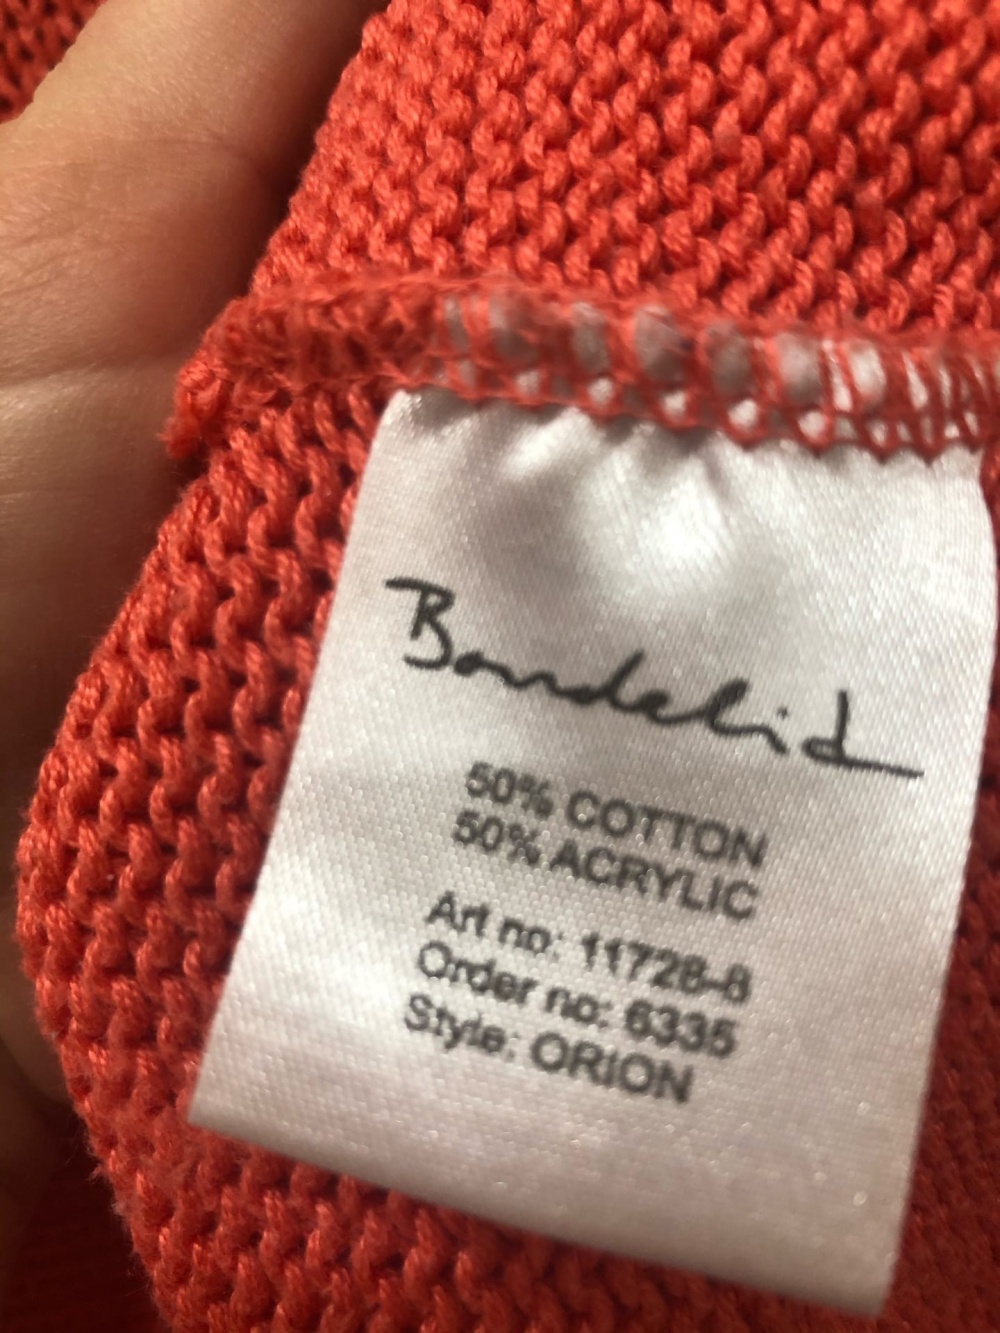 Bondelid
50% COTTON
50% ACRYLIC
Art no: 11728-8
Order no: 6335
Style: ORION